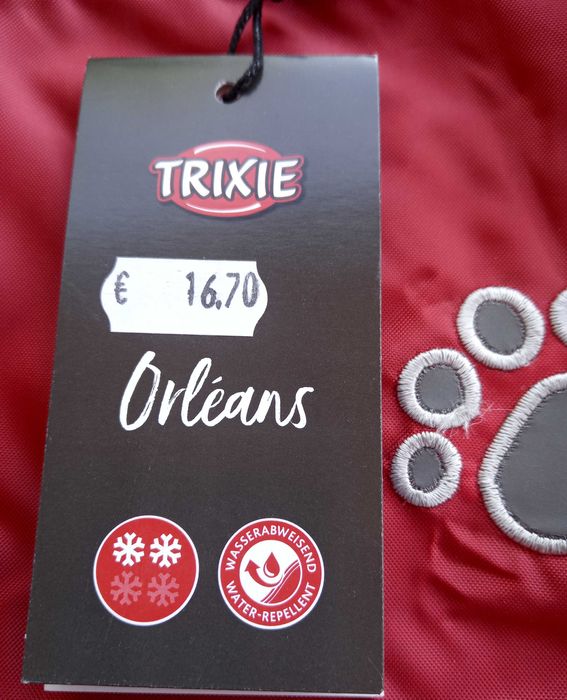 TRIXIE
€ 16.70
Orléans
WASSERABWEISEND
WATER-REPELLENT